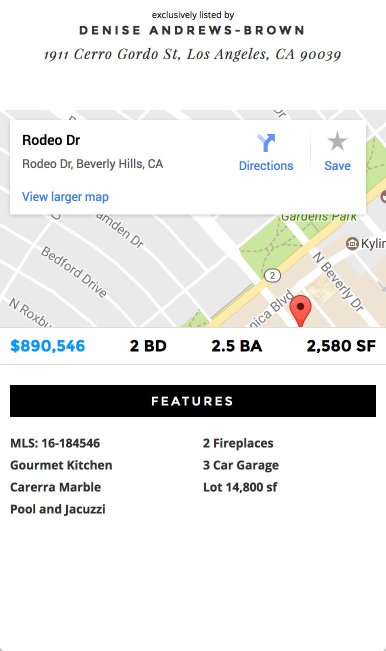 exclusively listed by
DENISE ANDREWS-BROWN
1911 Cerro Gordo St, Los Angeles, CA 90039
Rodeo Dr
Rodeo Dr, Beverly Hills, CA
Directions
Save
View larger map
Gardens Park
amden Dr
Kylin
Bedford Drive
2
N Beverly Dr
N Roxbu
nica Blvd
$890,546 2 BD 2.5 BA 2,580 SF
FEATURES
MLS: 16-184546 2 Fireplaces
Gourmet Kitchen 3 Car Garage
Carerra Marble Lot 14,800 sf
Pool and Jacuzzi